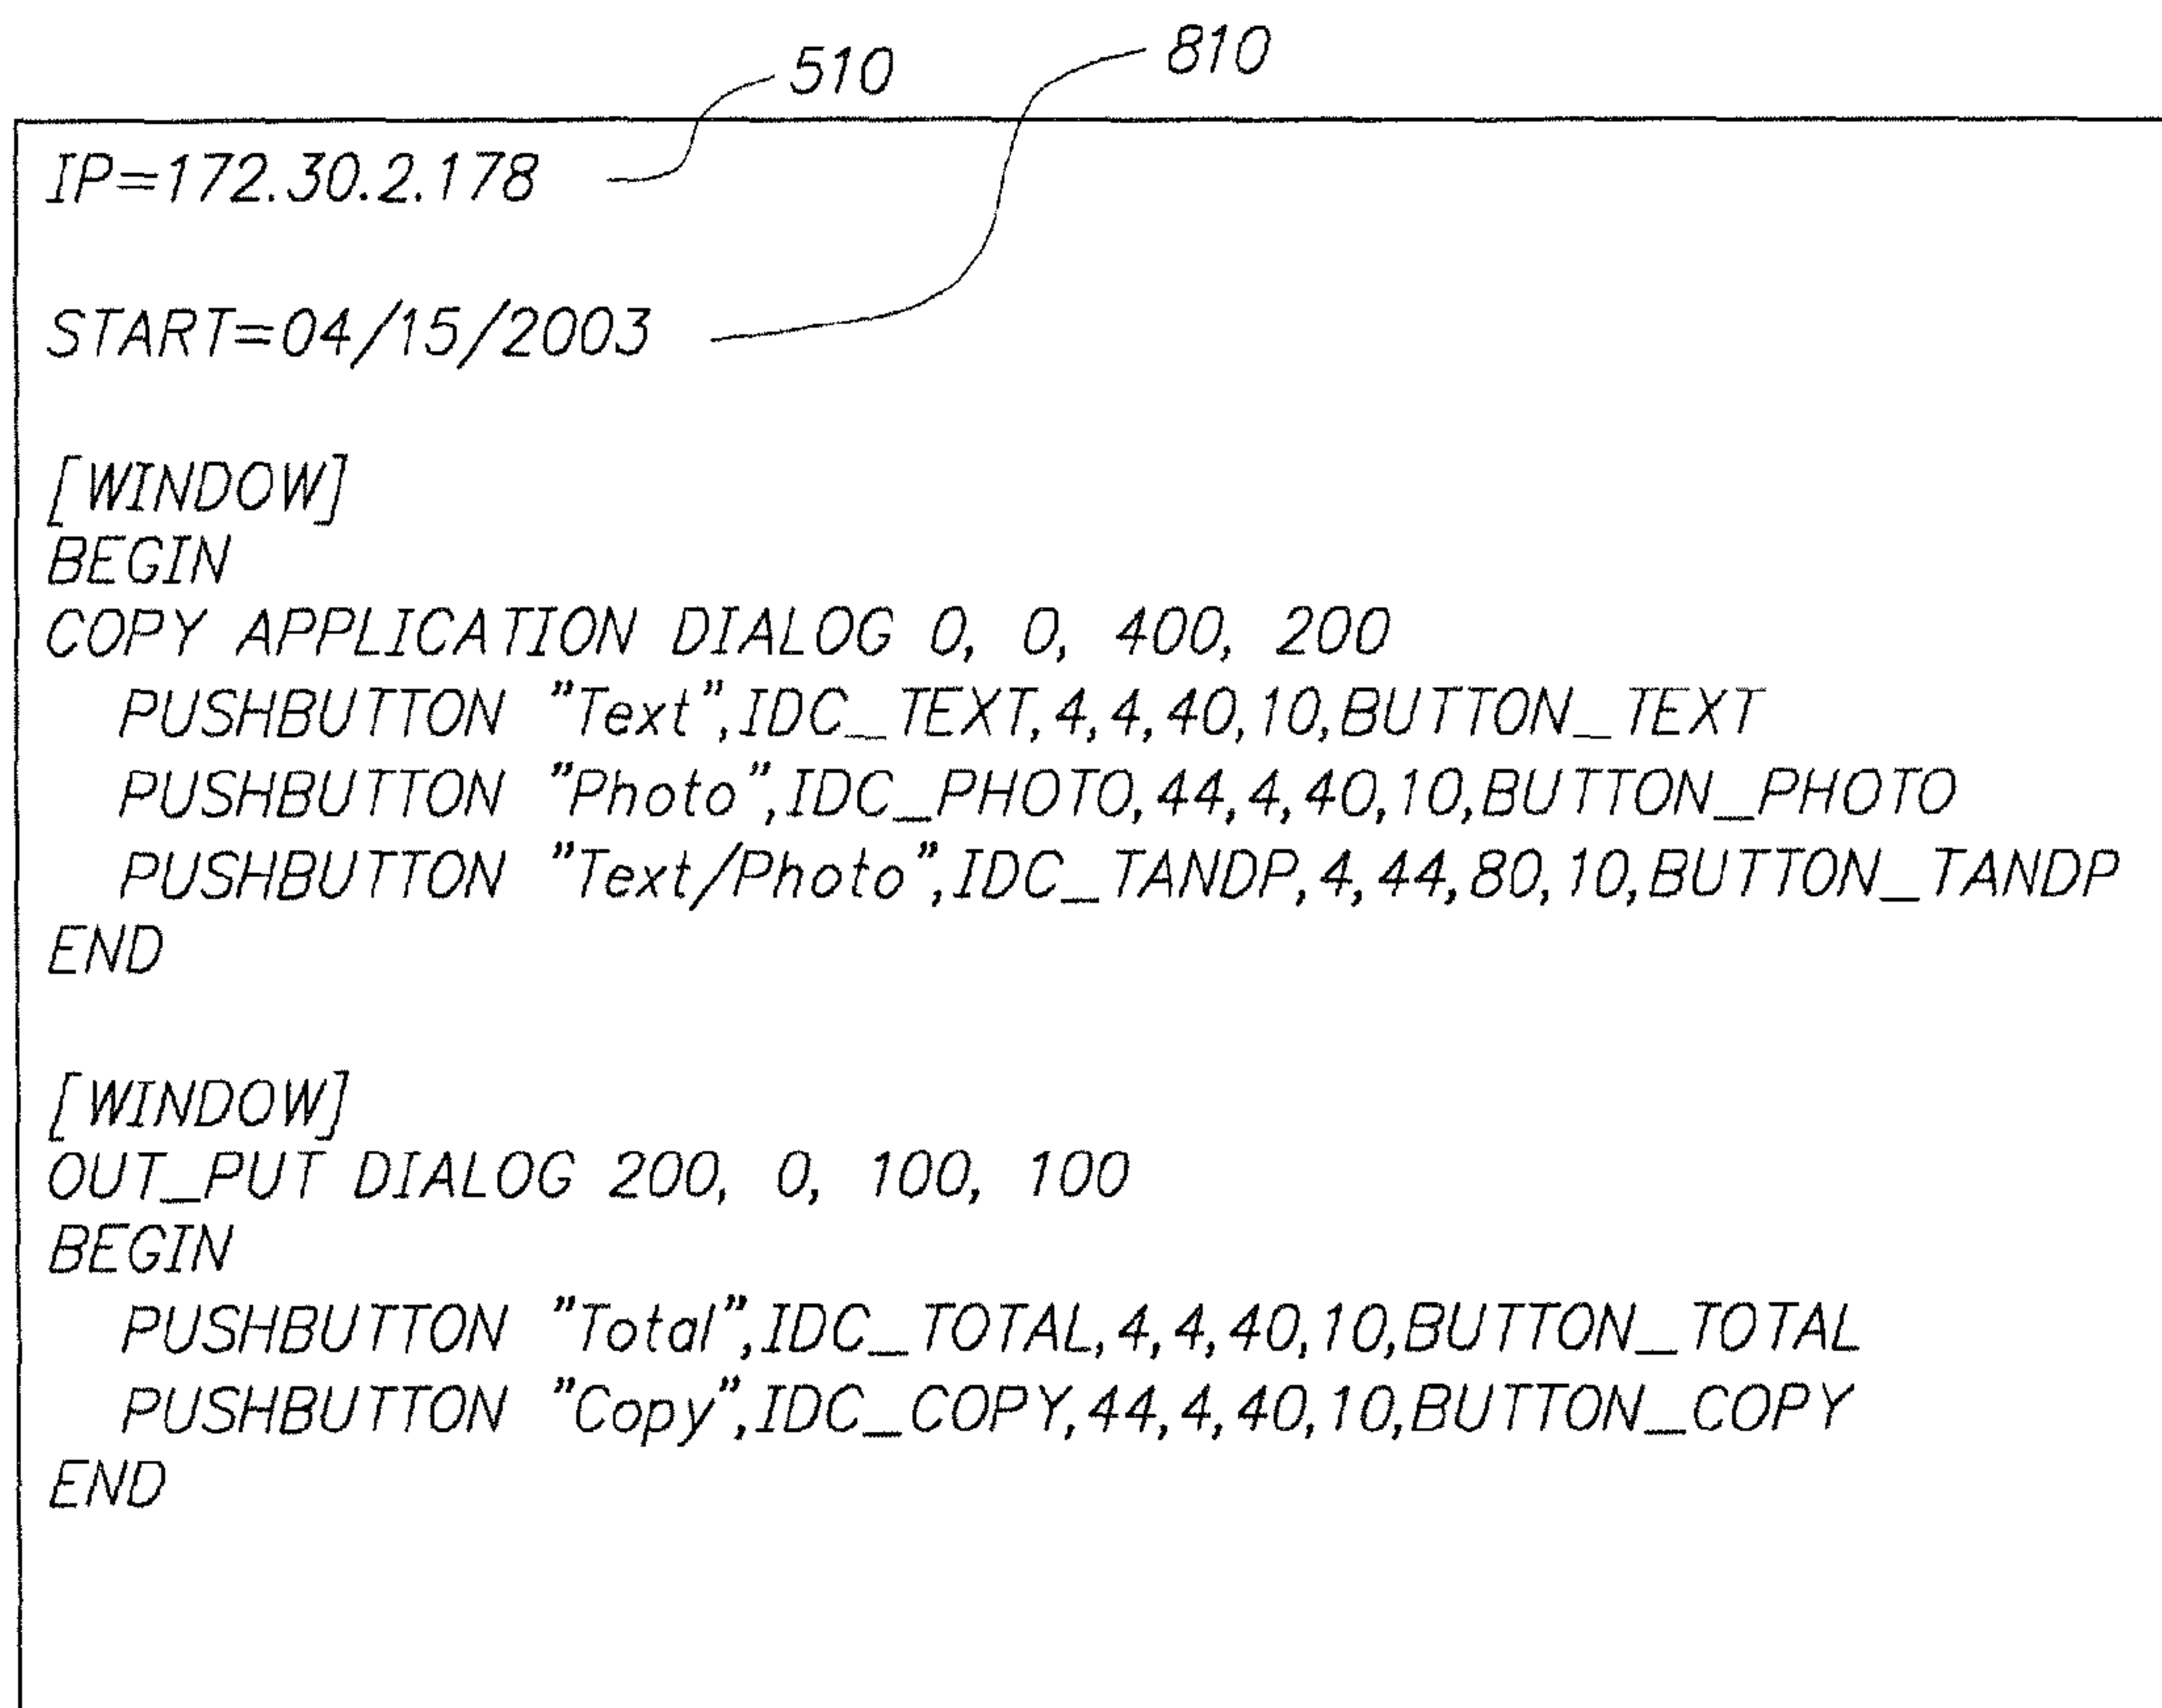 510
810
IP=172.30.2.178
START=04/15/2003
[WINDOW]
BEGIN
COPY APPLICATION DIALOG 0, 0, 400, 200
PUSHBUTTON "Text",IDC_TEXT,4,4,40,10,BUTTON_TEXT
PUSHBUTTON "Photo",IDC_PHOTO,44,4,40,10,BUTTON_PHOTO
PUSHBUTTON "Text/Photo",IDC_TANDP,4,44,80,10,BUTTON_TANDP
END
[WINDOW]
OUT_PUT DIALOG 200, 0, 100, 100
BEGIN
PUSHBUTTON "Total",IDC_TOTAL,4,4,40,10,BUTTON_TOTAL
PUSHBUTTON "Copy",IDC_COPY,44,4,40,10,BUTTON_COPY
END